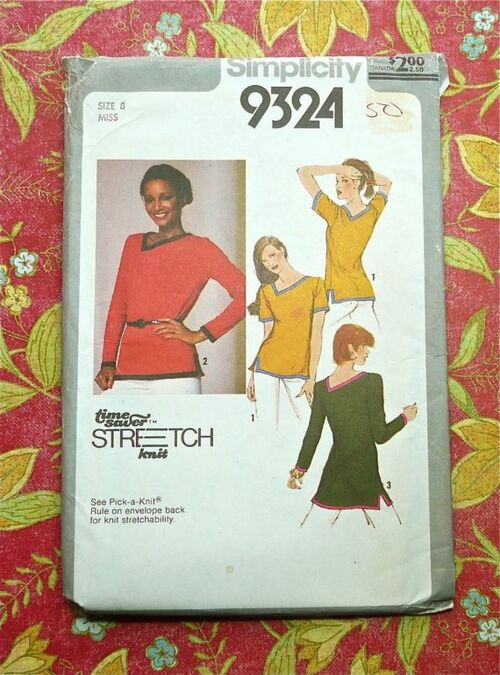 Simplicity
$2.00
CANADA 2.50
SIZE 8
MISS
9324
50
1
2
1
3
time
saver™
STRETCH
knit
See Pick-a-Knit®
Rule on envelope back
for knit stretchability.